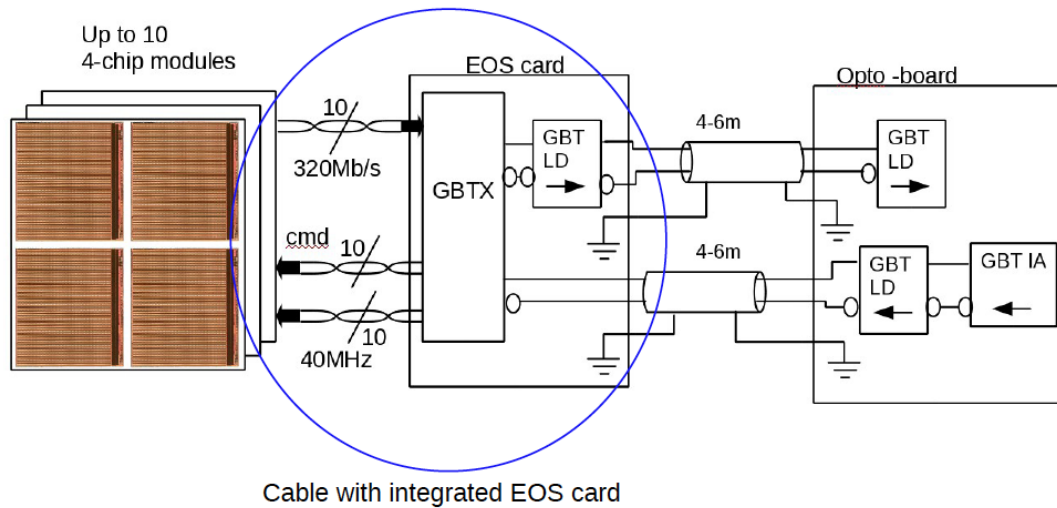 Up to 10
4-chip modules
EOS card
Opto -board
10
320Mb/s
GBTX
GBT
LD
4-6m
GBT
LD
cmd
10
4-6m
GBT
LD
GBT IA
10
40MHz
Cable with integrated EOS card